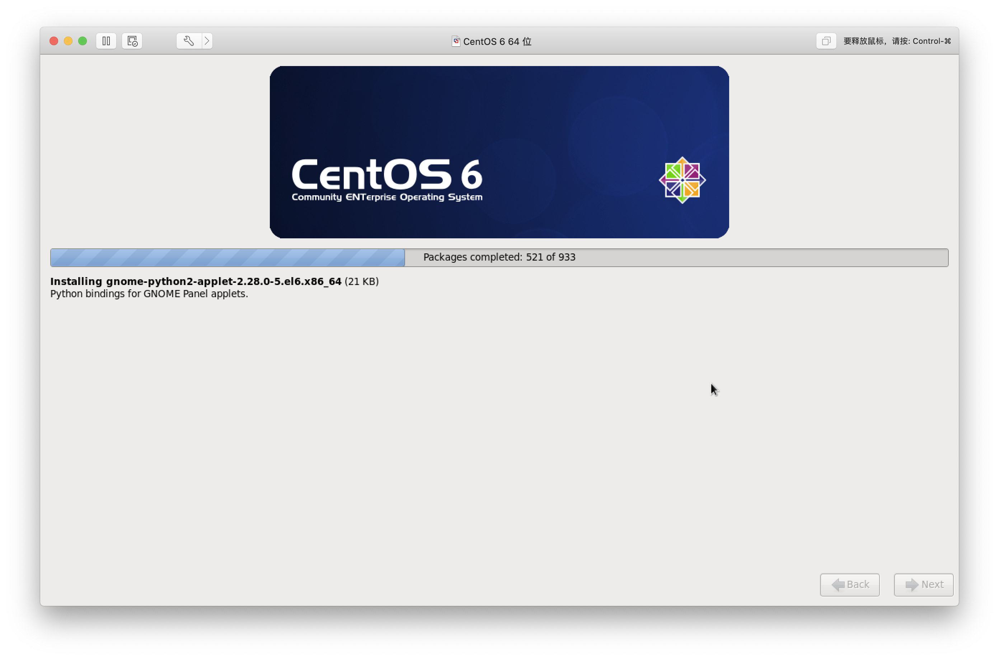 CentOS 6 64 位
要释放鼠标，请按: Control-⌘
CentOS 6
Community ENTerprise Operating System
Packages completed: 521 of 933
Installing gnome-python2-applet-2.28.0-5.el6.x86_64 (21 KB)
Python bindings for GNOME Panel applets.
Back
Next